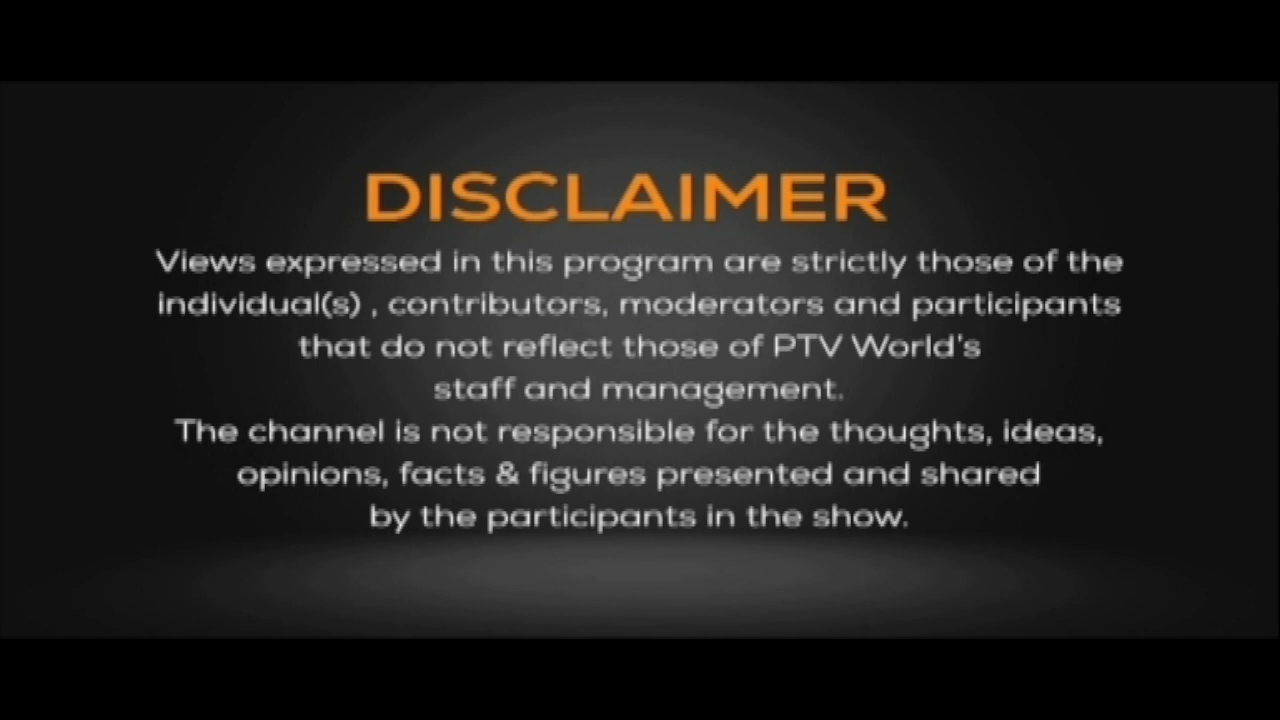 DISCLAIMER
Views expressed in this program are strictly those of the
individual(s) , contributors, moderators and participants
that do not reflect those of PTV World's
staff and management.
The channel is not responsible for the thoughts, ideas,
opinions, facts & figures presented and shared
by the participants in the show.